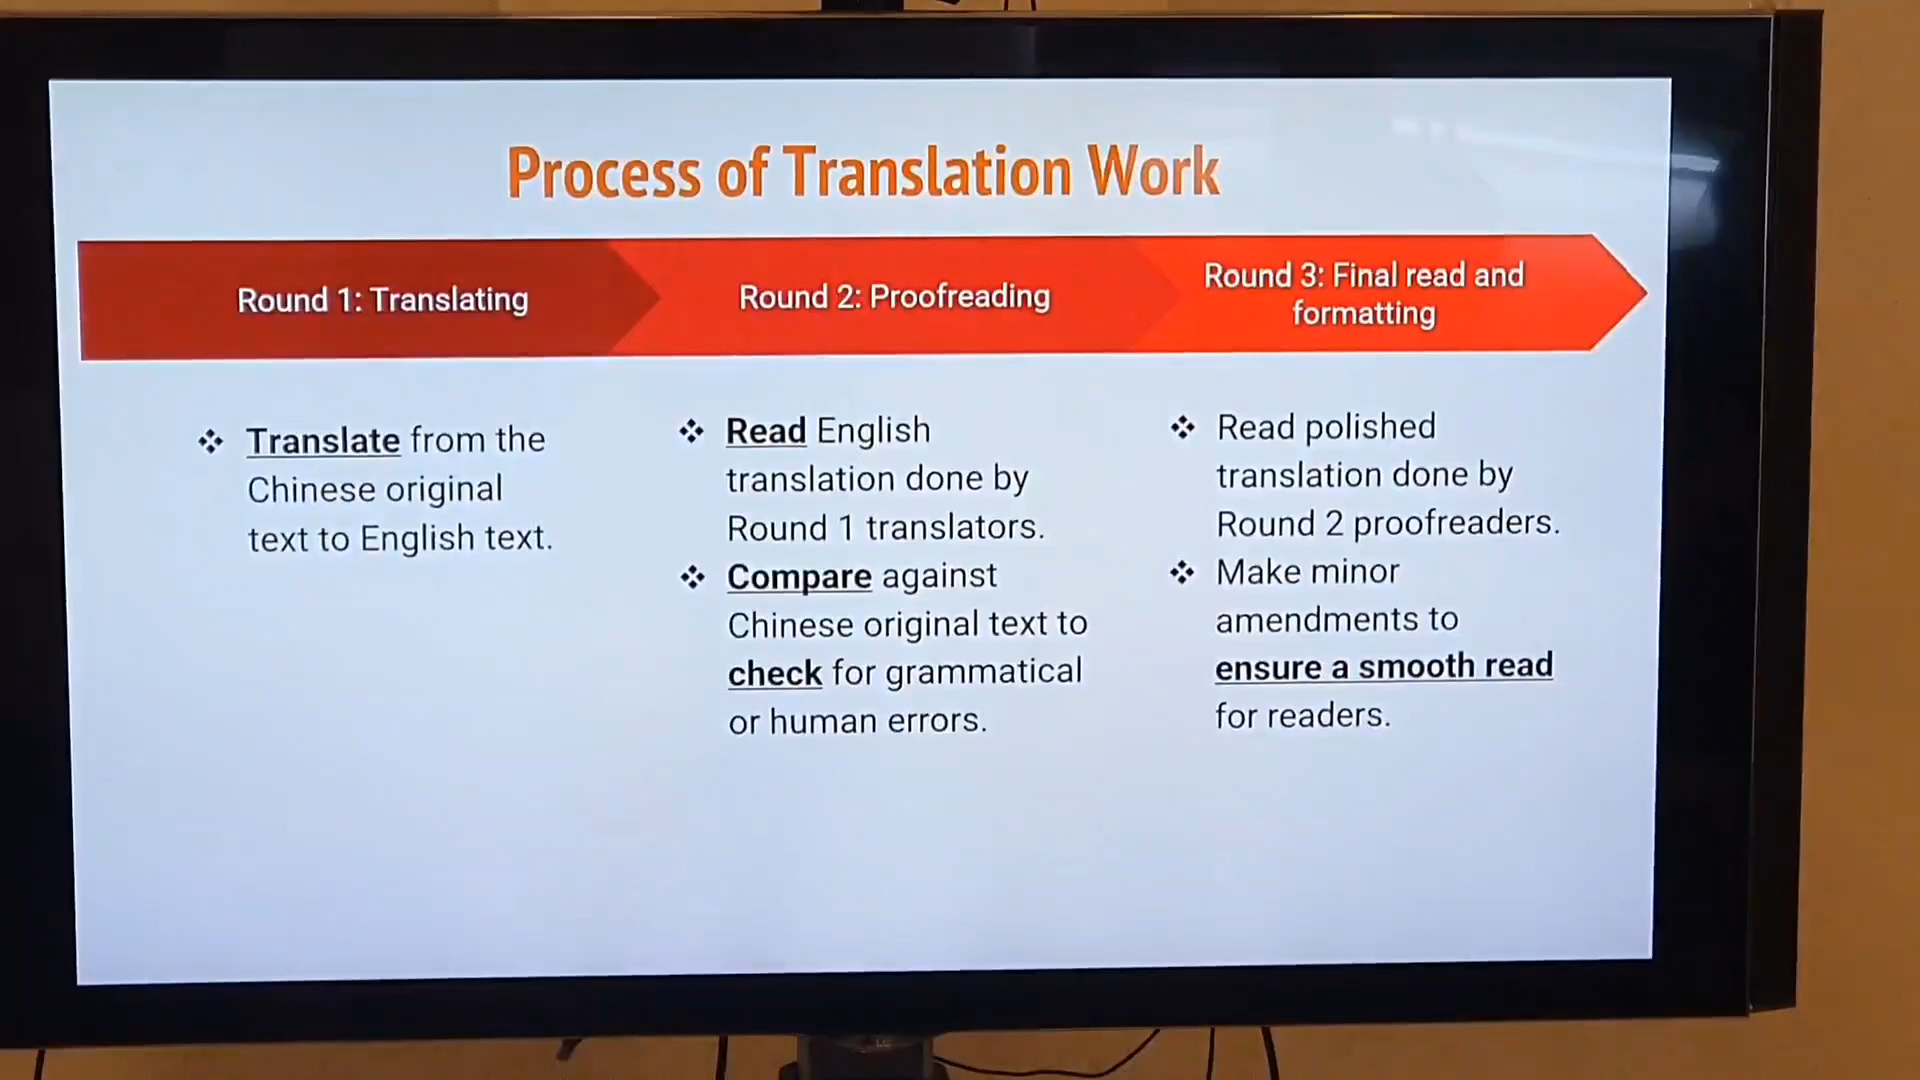 Process of Translation Work
Round 1: Translating
Round 2: Proofreading
Round 3: Final read and
formatting
❖ Translate from the
Chinese original
text to English text.
❖ Read English
translation done by
Round 1 translators.
❖ Compare against
Chinese original text to
check for grammatical
or human errors.
❖ Read polished
translation done by
Round 2 proofreaders.
❖ Make minor
amendments to
ensure a smooth read
for readers.
LG